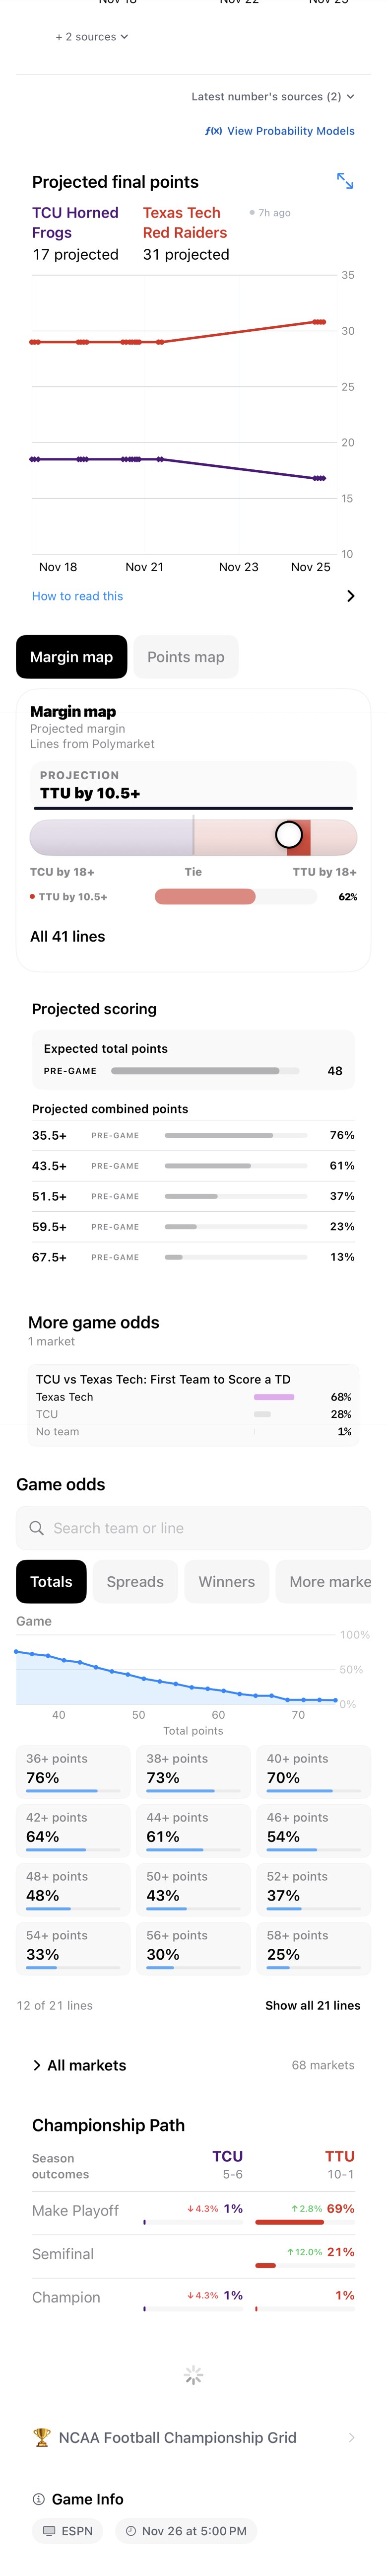 Nov 18 Nov 22 Nov 25
+ 2 sources
Latest number's sources (2)
f(x) View Probability Models
Projected final points
TCU Horned Frogs
17 projected
Texas Tech Red Raiders
31 projected
7h ago
35
30
25
20
15
10
Nov 18 Nov 21 Nov 23 Nov 25
How to read this
Margin map Points map
Margin map
Projected margin
Lines from Polymarket
PROJECTION
TTU by 10.5+
TCU by 18+ Tie TTU by 18+
TTU by 10.5+ 62%
All 41 lines
Projected scoring
Expected total points
PRE-GAME 48
Projected combined points
35.5+ PRE-GAME 76%
43.5+ PRE-GAME 61%
51.5+ PRE-GAME 37%
59.5+ PRE-GAME 23%
67.5+ PRE-GAME 13%
More game odds
1 market
TCU vs Texas Tech: First Team to Score a TD
Texas Tech 68%
TCU 28%
No team 1%
Game odds
Search team or line
Totals Spreads Winners More marke
Game
100%
50%
0%
40 50 60 70
Total points
36+ points 38+ points 40+ points
76% 73% 70%
42+ points 44+ points 46+ points
64% 61% 54%
48+ points 50+ points 52+ points
48% 43% 37%
54+ points 56+ points 58+ points
33% 30% 25%
12 of 21 lines Show all 21 lines
All markets 68 markets
Championship Path
Season outcomes
TCU 5-6
TTU 10-1
Make Playoff ↓4.3% 1% ↑2.8% 69%
Semifinal ↑12.0% 21%
Champion ↓4.3% 1% 1%
🏆 NCAA Football Championship Grid
Game Info
ESPN Nov 26 at 5:00 PM